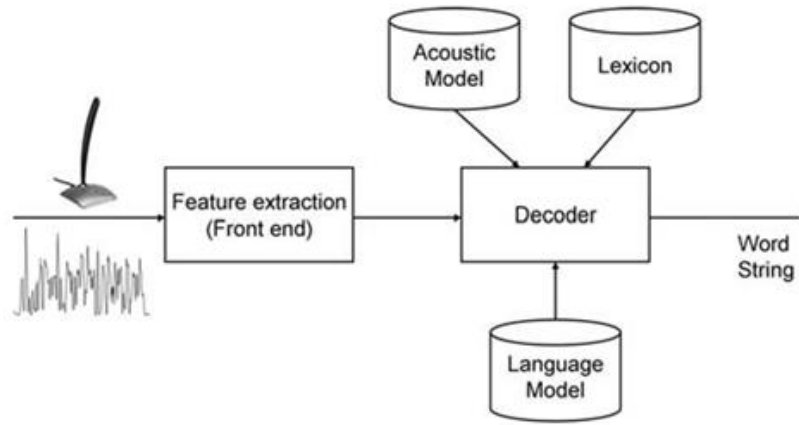 Acoustic
Model
Lexicon
Feature extraction
(Front end)
Decoder
Word
String
Language
Model